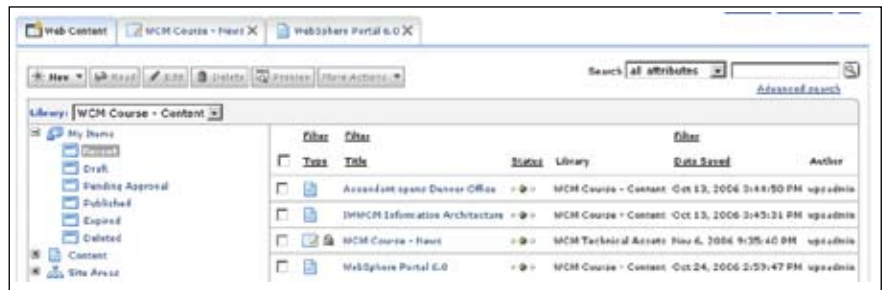 Web Content WCM Course - News X WebSphere Portal 6.0 X
New Read Edit Delete Preview More Actions Search all attributes
Advanced search
Library: WCM Course - Content
My Items
Recent
Draft
Pending Approval
Published
Expired
Deleted
Content
Site Areas
Filter Filter Filter
Type Title Status Library Date Saved Author
Ascendant opens Denver Office WCM Course - Content Oct 13, 2006 3:44:50 PM wpsadmin
IWWCM Information Architecture WCM Course - Content Oct 13, 2006 3:43:31 PM wpsadmin
WCM Course - News WCM Technical Assets Nov 6, 2006 9:35:40 PM wpsadmin
WebSphere Portal 6.0 WCM Course - Content Oct 24, 2006 2:59:47 PM wpsadmin